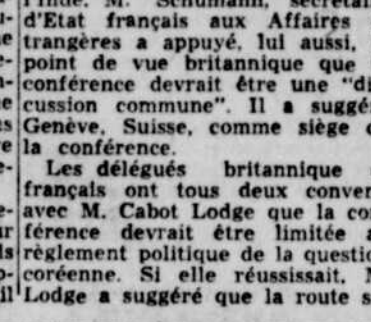 l'Inde, M. Schumann, secrétai
d'Etat français aux Affaires
trangères a appuyé, lui aussi,
point de vue britannique que
conférence devrait être une "di
cussion commune". Il a suggér
Genève, Suisse, comme siège d
la conférence.
Les délégués britannique
français ont tous deux conve
avec M. Cabot Lodge que la co
férence devrait être limitée a
règlement politique de la questio
coréenne. Si elle réussissait, M
Lodge a suggéré que la route s